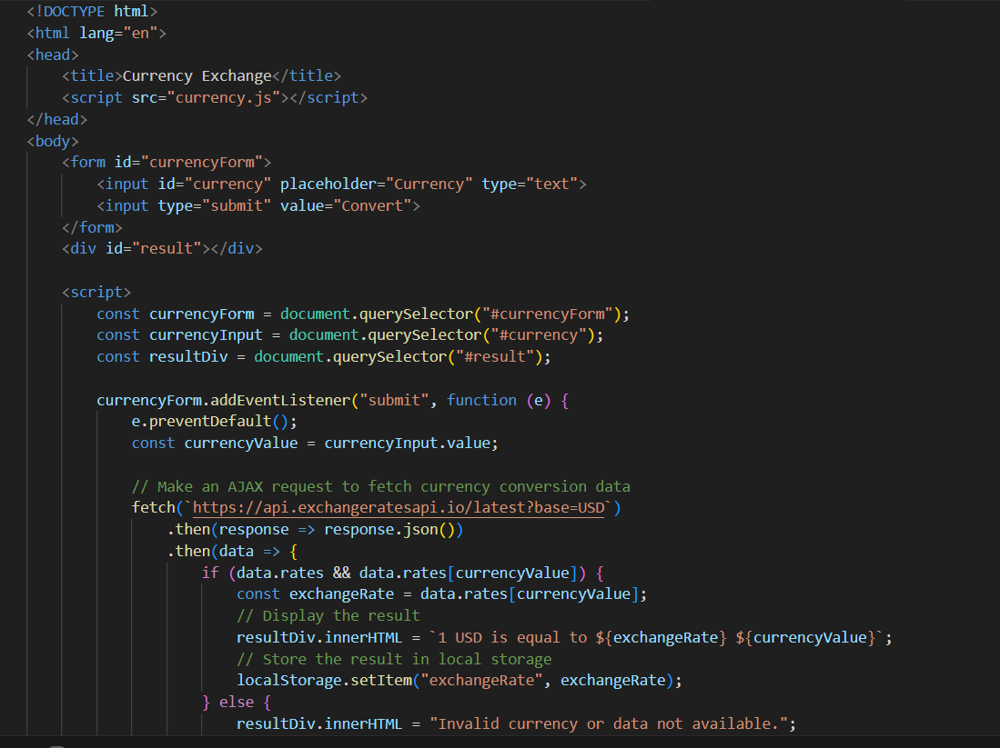 <!DOCTYPE html>
<html lang="en">
<head>
    <title>Currency Exchange</title>
    <script src="currency.js"></script>
</head>
<body>
    <form id="currencyForm">
        <input id="currency" placeholder="Currency" type="text">
        <input type="submit" value="Convert">
    </form>
    <div id="result"></div>

    <script>
        const currencyForm = document.querySelector("#currencyForm");
        const currencyInput = document.querySelector("#currency");
        const resultDiv = document.querySelector("#result");

        currencyForm.addEventListener("submit", function (e) {
            e.preventDefault();
            const currencyValue = currencyInput.value;

            // Make an AJAX request to fetch currency conversion data
            fetch(`https://api.exchangeratesapi.io/latest?base=USD`)
                .then(response => response.json())
                .then(data => {
                    if (data.rates && data.rates[currencyValue]) {
                        const exchangeRate = data.rates[currencyValue];
                        // Display the result
                        resultDiv.innerHTML = `1 USD is equal to ${exchangeRate} ${currencyValue}`;
                        // Store the result in local storage
                        localStorage.setItem("exchangeRate", exchangeRate);
                    } else {
                        resultDiv.innerHTML = "Invalid currency or data not available.";